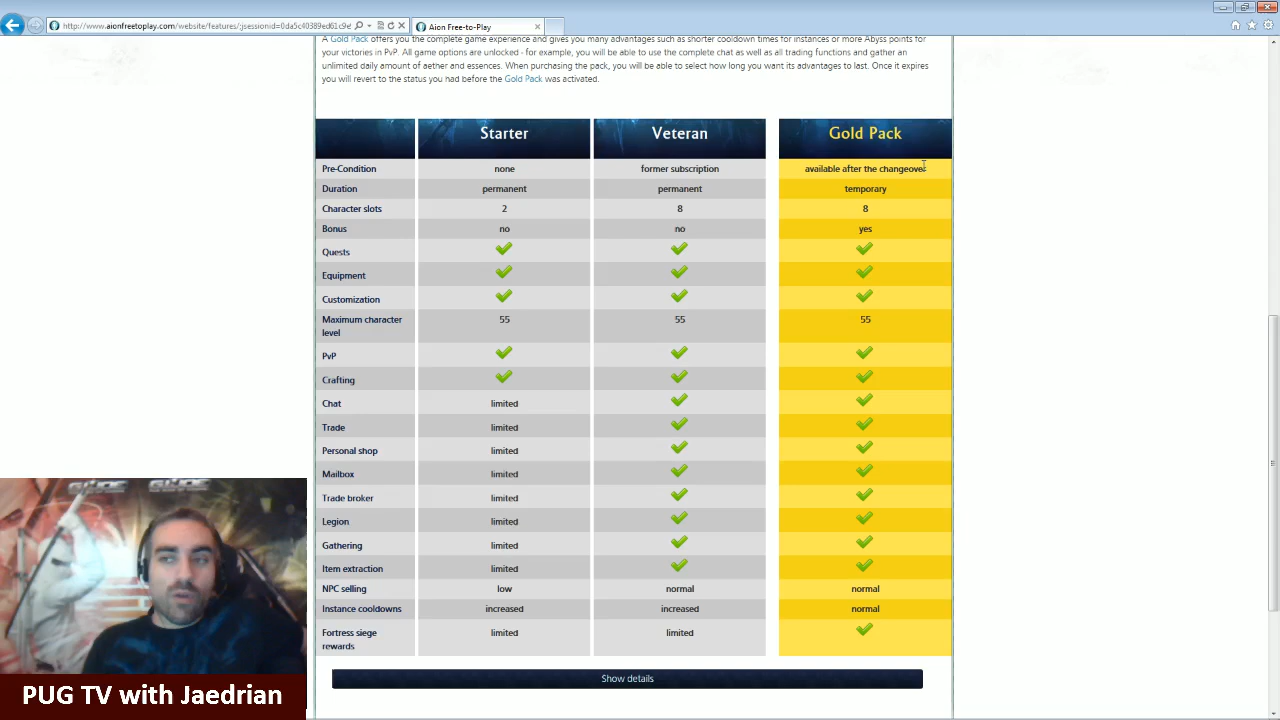 http://www.aionfreetoplay.com/website/features/;jsessionid=0da5c40389ed61c9e
Aion Free-to-Play
A Gold Pack offers you the complete game experience and gives you many advantages such as shorter cooldown times for instances or more Abyss points for
your victories in PvP. All game options are unlocked - for example, you will be able to use the complete chat as well as all trading functions and gather an
unlimited daily amount of aether and essences. When purchasing the pack, you will be able to select how long you want its advantages to last. Once it expires
you will revert to the status you had before the Gold Pack was activated.
Starter Veteran Gold Pack
Pre-Condition none former subscription available after the changeover
Duration permanent permanent temporary
Character slots 2 8 8
Bonus no no yes
Quests
Equipment
Customization
Maximum character
level 55 55 55
PvP
Crafting
Chat limited
Trade limited
Personal shop limited
Mailbox limited
Trade broker limited
Legion limited
Gathering limited
Item extraction limited
NPC selling low normal normal
Instance cooldowns increased increased normal
Fortress siege
rewards limited limited
Show details
PUG TV with Jaedrian